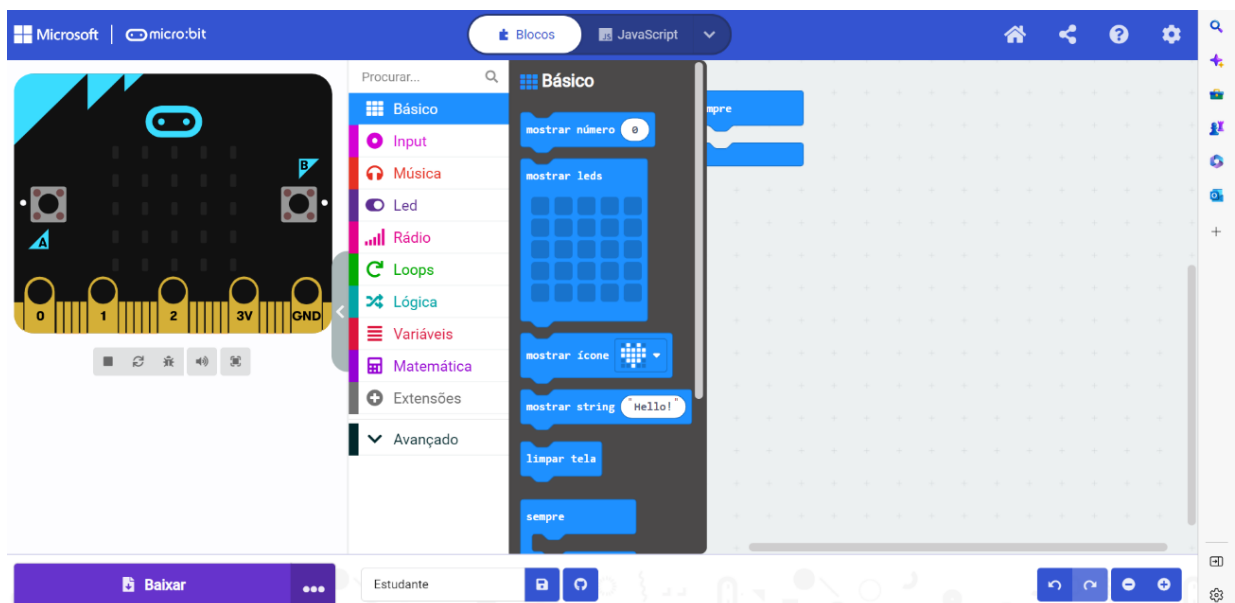 Microsoft micro:bit Blocos JS JavaScript
Procurar...
Básico
Input
Música
Led
Rádio
Loops
Lógica
Variáveis
Matemática
Extensões
Avançado
Básico
mostrar número 0
mostrar leds
mostrar ícone
mostrar string "Hello!"
limpar tela
sempre
mpre
B
A
0 1 2 3V GND
Baixar
Estudante